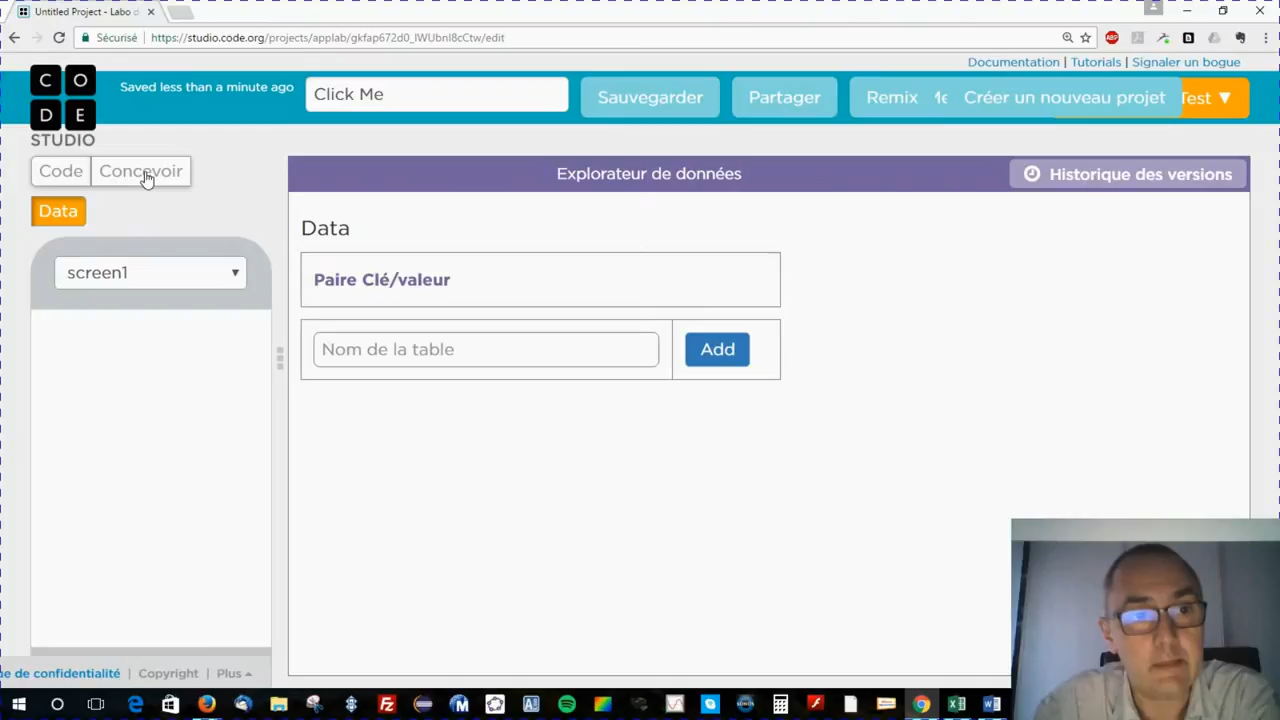 Untitled Project - Labo d
Sécurisé
https://studio.code.org/projects/applab/gkfap672d0_IWUbnI8cCtw/edit
Documentation | Tutorials | Signaler un bogue
C O
D E
STUDIO
Saved less than a minute ago
Click Me
Sauvegarder
Partager
Remix
Créer un nouveau projet
Test ▼
Code
Concevoir
Data
screen1
Explorateur de données
Historique des versions
Data
Paire Clé/valeur
Nom de la table
Add
ue de confidentialité | Copyright | Plus